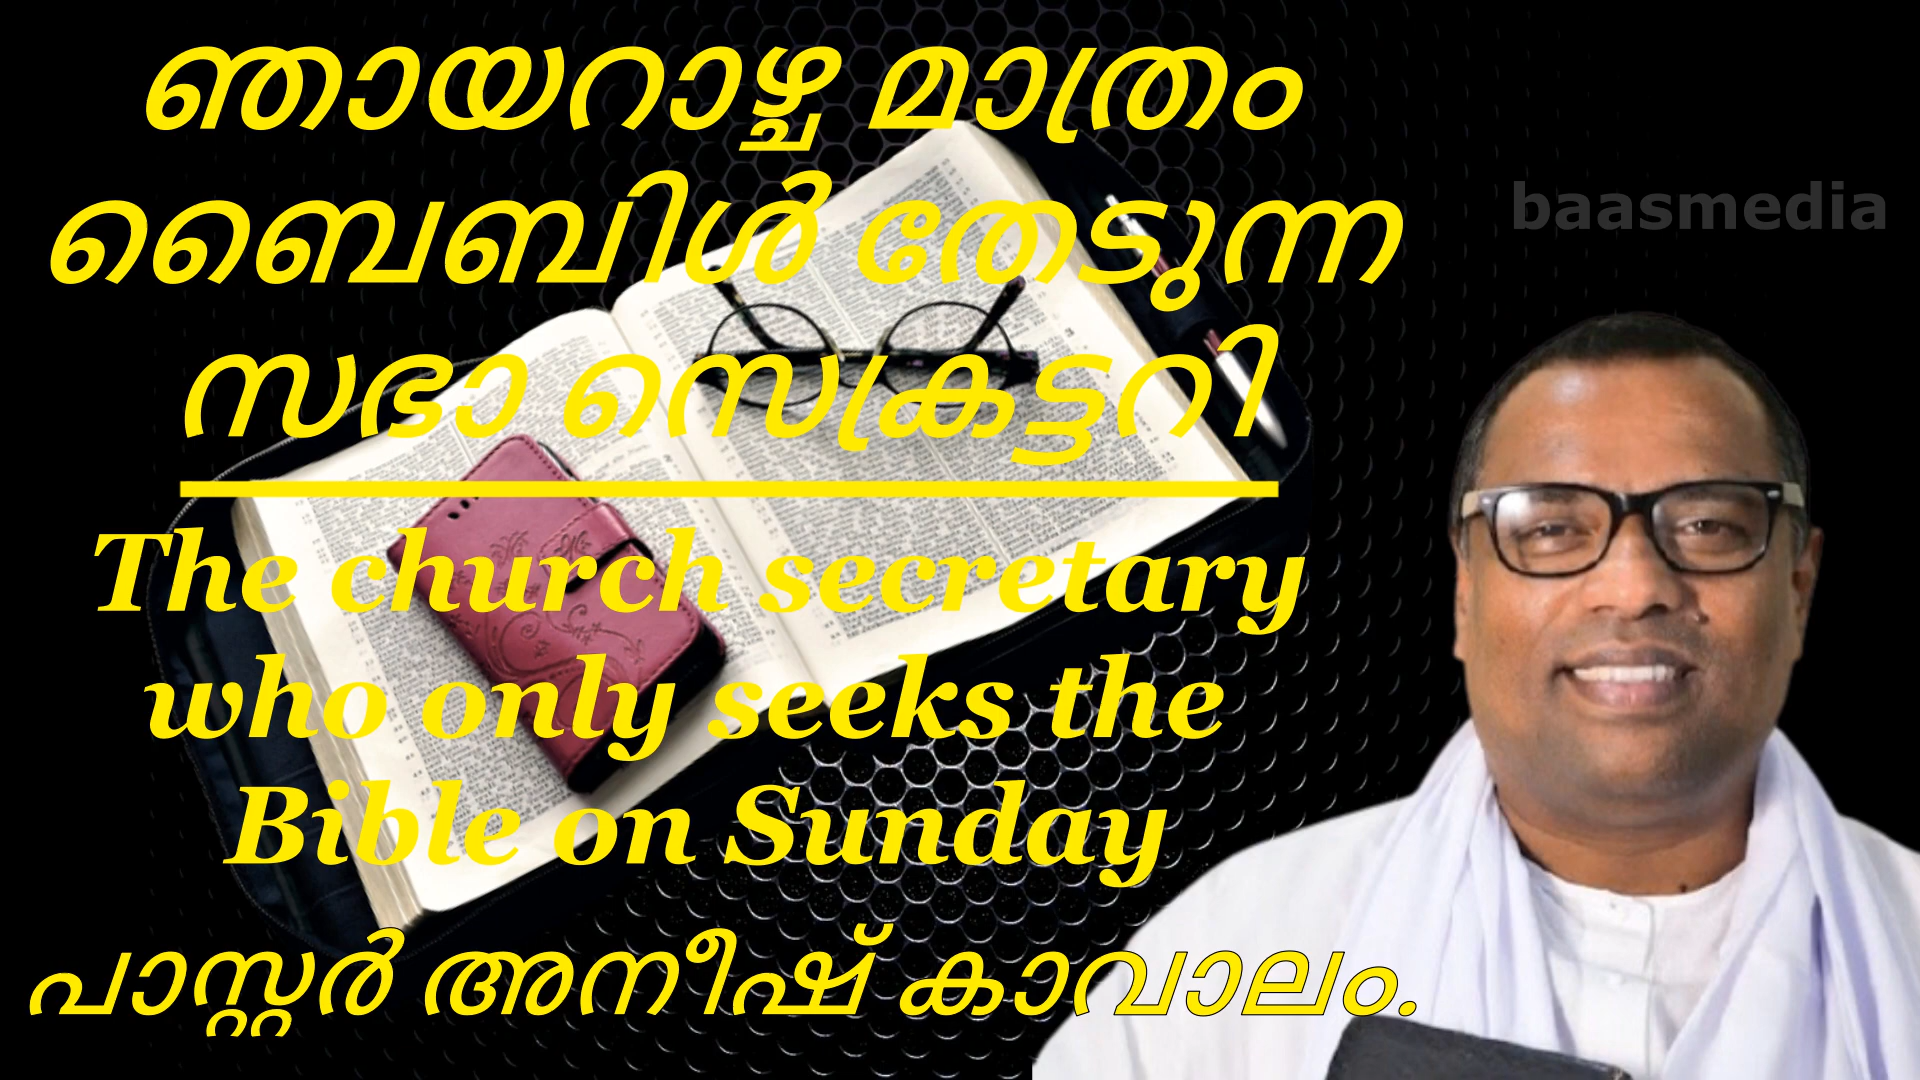 ഞായറാഴ്ച മാത്രം
ബൈബിൾ തേടുന്ന
സഭാ സെക്രട്ടറി
baasmedia
The church secretary
who only seeks the
Bible on Sunday
പാസ്റ്റർ അനീഷ് കാവാലം.